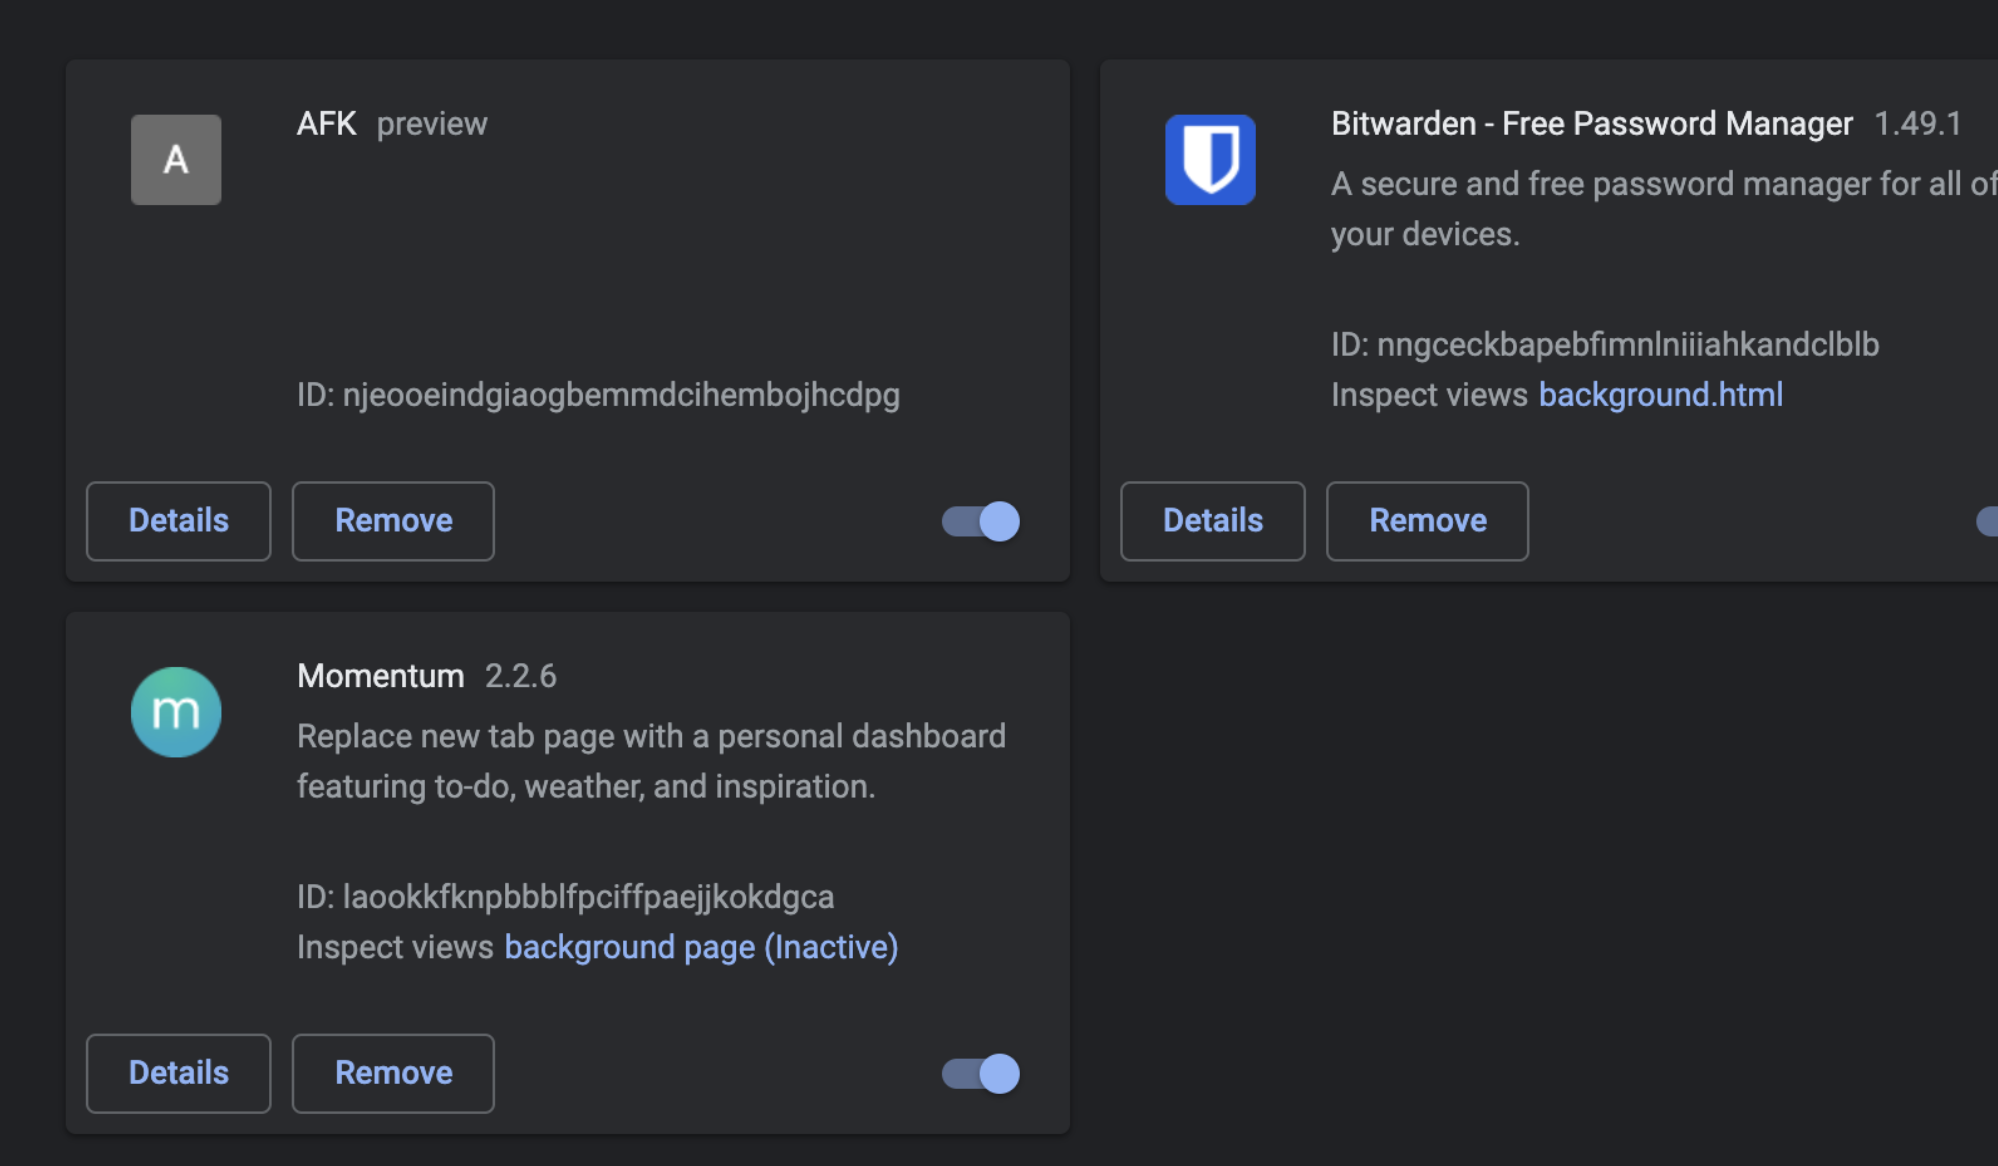 A
AFK preview
ID: njeooeindgiaogbemmdcihembojhcdpg
Details Remove
Bitwarden - Free Password Manager 1.49.1
A secure and free password manager for all of
your devices.
ID: nngceckbapebfimnlniiiahkandclblb
Inspect views background.html
Details Remove
m
Momentum 2.2.6
Replace new tab page with a personal dashboard
featuring to-do, weather, and inspiration.
ID: laookkfknpbbblfpciffpaejjkokdgca
Inspect views background page (Inactive)
Details Remove